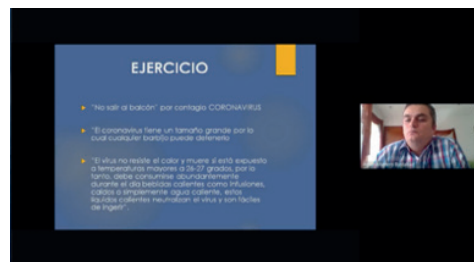 EJERCICIO
"No salir al balcón" por contagio CORONAVIRUS
"El coronavirus tiene un tamaño grande por lo
cual cualquier barbijo puede detenerlo
"El virus no resiste el calor y muere si está expuesto
a temperaturas mayores a 26-27 grados, por lo
tanto, debe consumirse abundantemente
durante el día bebidas calientes como infusiones,
caldos o simplemente agua caliente, estos
líquidos calientes neutralizan el virus y son fáciles
de ingerir".